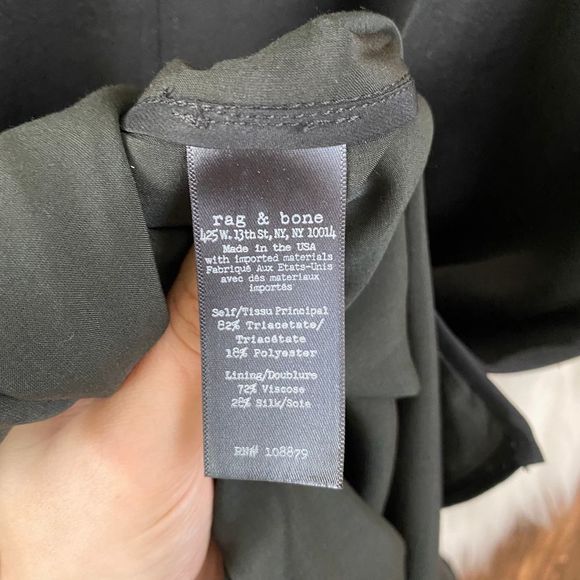 rag & bone
425 W. 13th St, NY, NY 10014
Made in the USA
with imported materials
Fabriqué Aux Etats-Unis
avec dés matériaux
importés
Self/Tissu Principal
82% Triacetate/
Triacétate
18% Polyester
Lining/Doublure
72% Viscose
28% Silk/Soie
RN# 108879